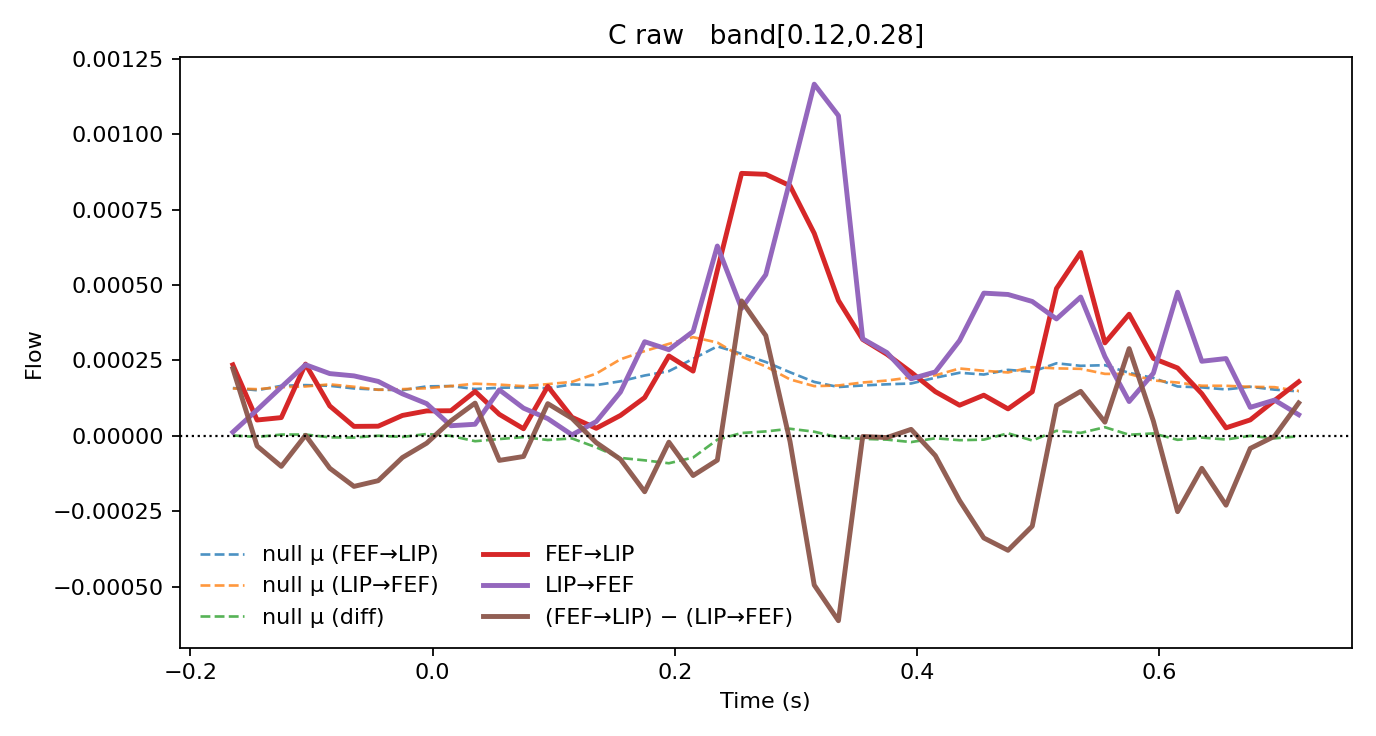 C raw   band[0.12,0.28]
Flow
0.00125
0.00100
0.00075
0.00050
0.00025
0.00000
−0.00025
−0.00050
null μ (FEF→LIP)
null μ (LIP→FEF)
null μ (diff)
FEF→LIP
LIP→FEF
(FEF→LIP) − (LIP→FEF)
−0.2
0.0
0.2
0.4
0.6
Time (s)